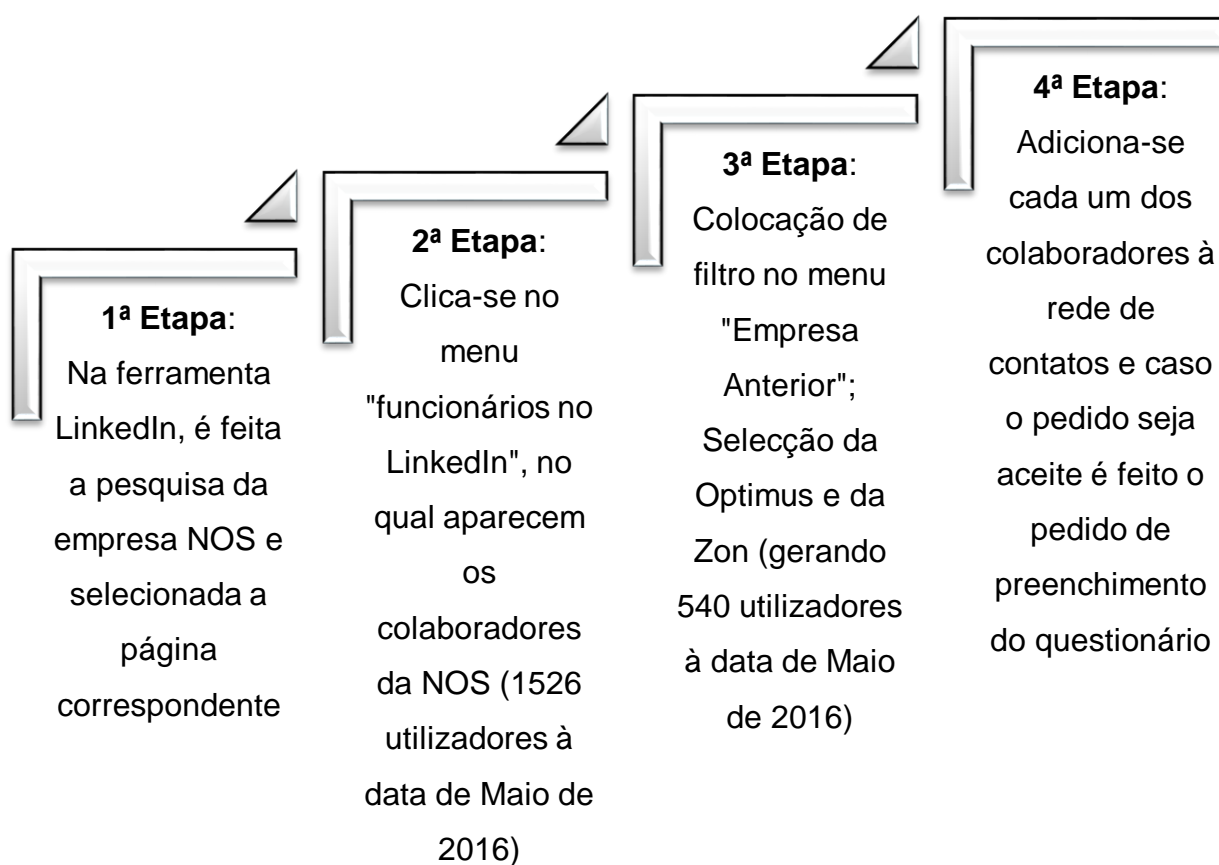 1ª Etapa:
Na ferramenta
LinkedIn, é feita
a pesquisa da
empresa NOS e
selecionada a
página
correspondente
2ª Etapa:
Clica-se no
menu
"funcionários no
LinkedIn", no
qual aparecem
os
colaboradores
da NOS (1526
utilizadores à
data de Maio de
2016)
3ª Etapa:
Colocação de
filtro no menu
"Empresa
Anterior";
Selecção da
Optimus e da
Zon (gerando
540 utilizadores
à data de Maio
de 2016)
4ª Etapa:
Adiciona-se
cada um dos
colaboradores à
rede de
contatos e caso
o pedido seja
aceite é feito o
pedido de
preenchimento
do questionário